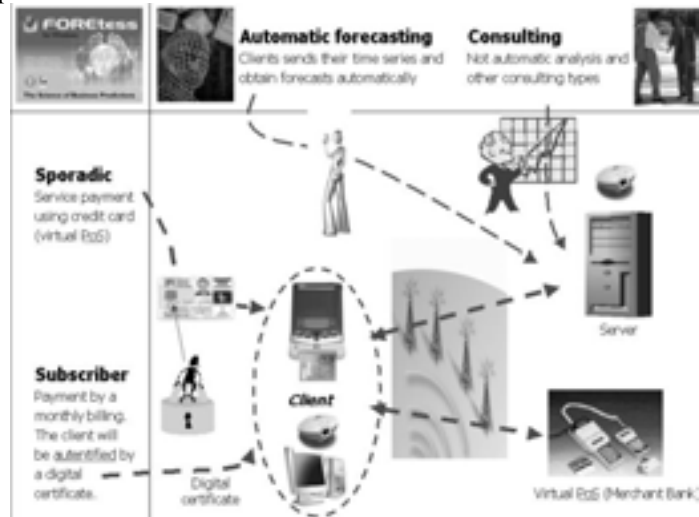 FOREtess
The Science of Business Predictions
Automatic forecasting
Clients sends their time series and
obtain forecasts automatically
Consulting
Not automatic analysis and
other consulting types
Sporadic
Service payment
using credit card
(virtual PoS)
Server
Subscriber
Payment by a
monthly billing.
The client will
be autentified by
a digital
certificate.
Client
Digital
certificate
Virtual PoS (Merchant Bank)